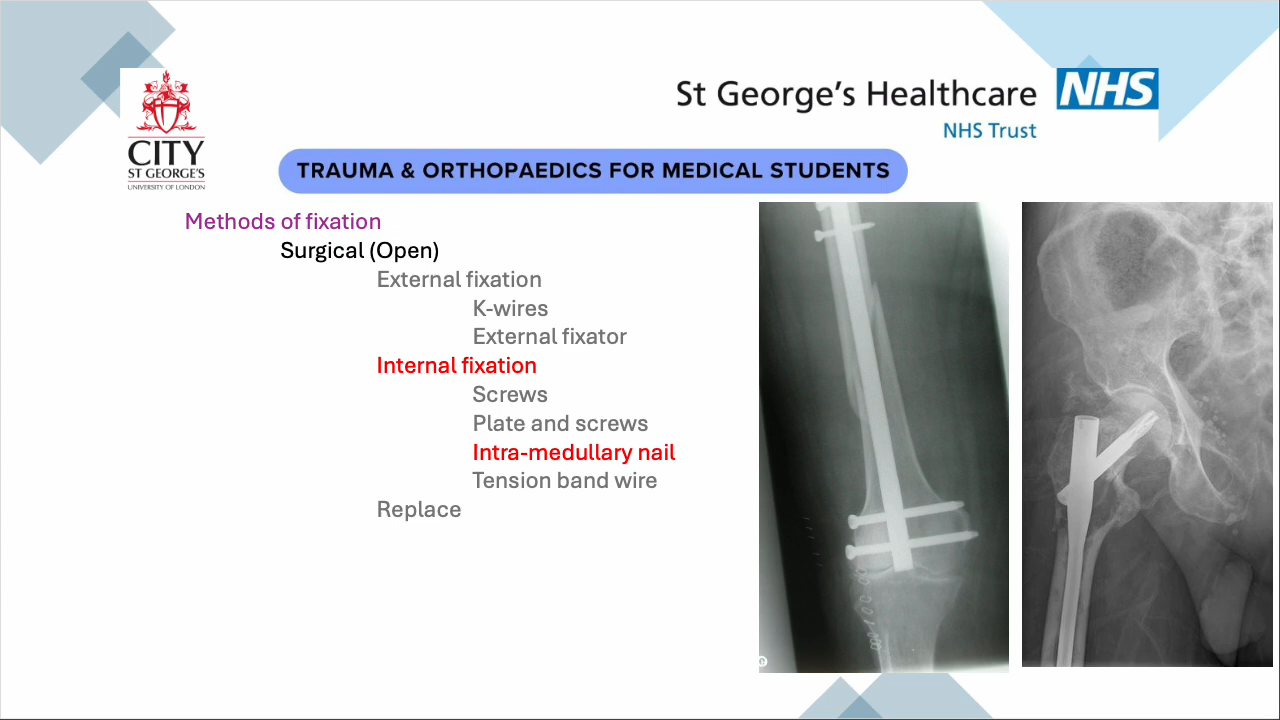 CITY
ST GEORGE'S
UNIVERSITY OF LONDON
St George's Healthcare NHS
NHS Trust
TRAUMA & ORTHOPAEDICS FOR MEDICAL STUDENTS
Methods of fixation
Surgical (Open)
External fixation
K-wires
External fixator
Internal fixation
Screws
Plate and screws
Intra-medullary nail
Tension band wire
Replace